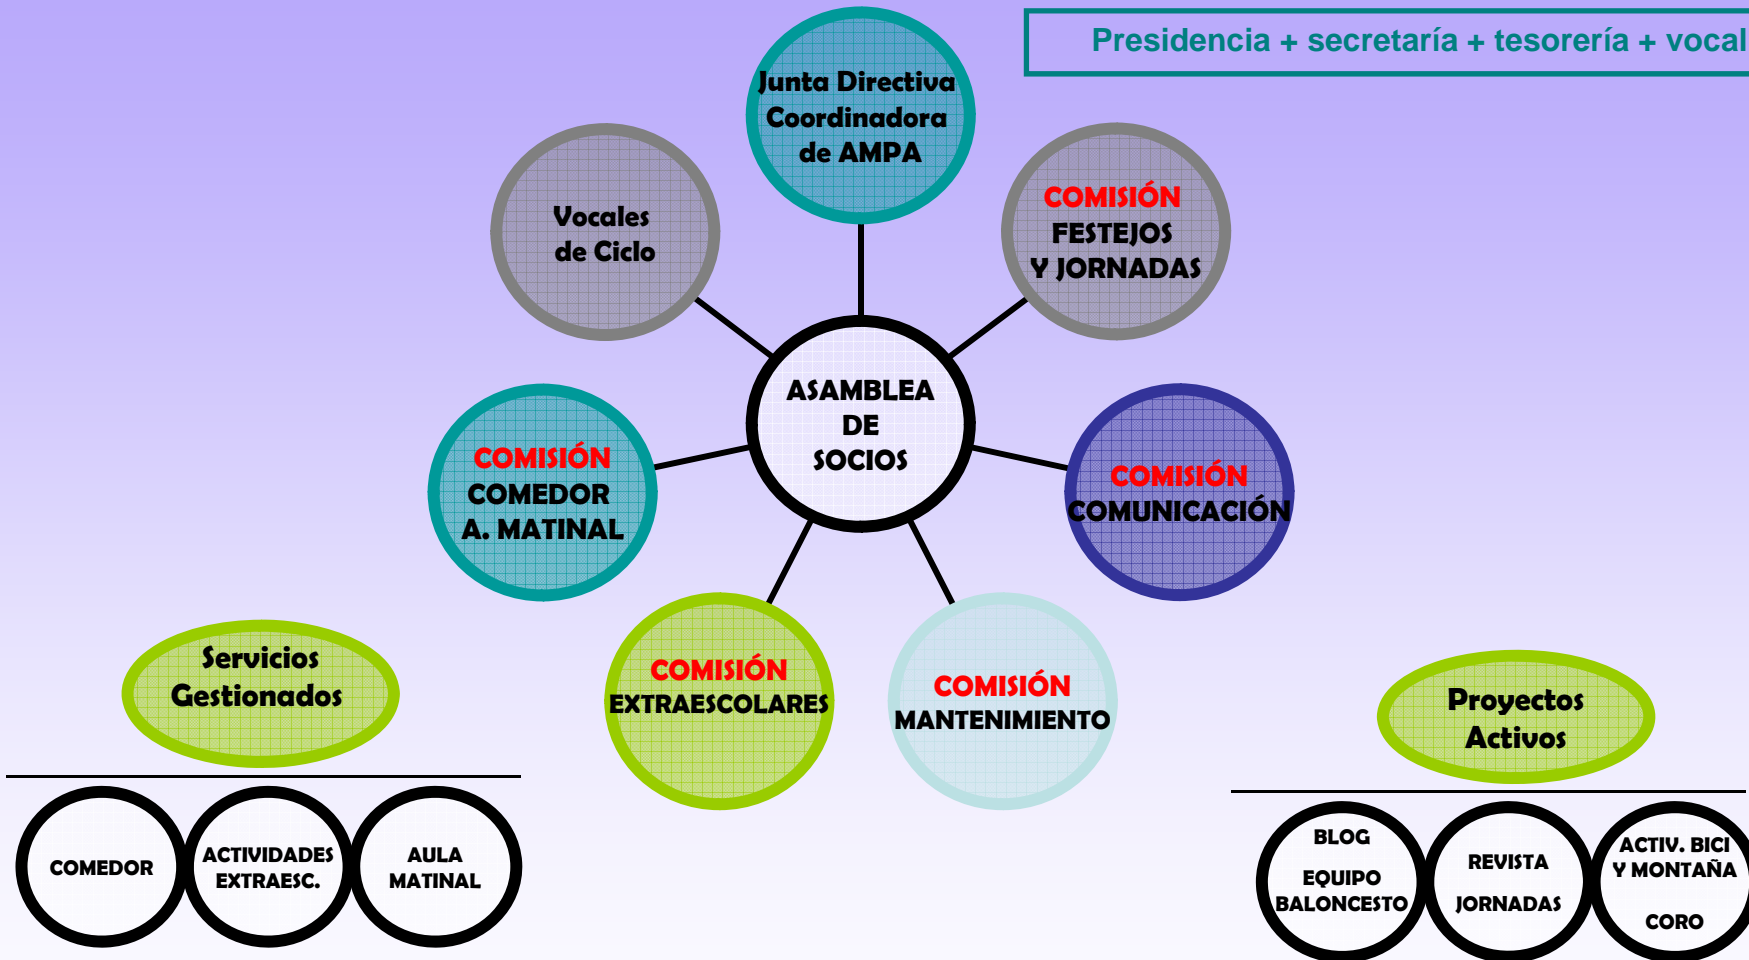 Presidencia + secretaría + tesorería + vocal
Junta Directiva
Coordinadora
de AMPA
Vocales
de Ciclo
COMISIÓN
FESTEJOS
Y JORNADAS
ASAMBLEA
DE
SOCIOS
COMISIÓN
COMEDOR
A. MATINAL
COMISIÓN
COMUNICACIÓN
COMISIÓN
EXTRAESCOLARES
COMISIÓN
MANTENIMIENTO
Servicios
Gestionados
COMEDOR
ACTIVIDADES
EXTRAESC.
AULA
MATINAL
Proyectos
Activos
BLOG
EQUIPO
BALONCESTO
REVISTA
JORNADAS
ACTIV. BICI
Y MONTAÑA
CORO